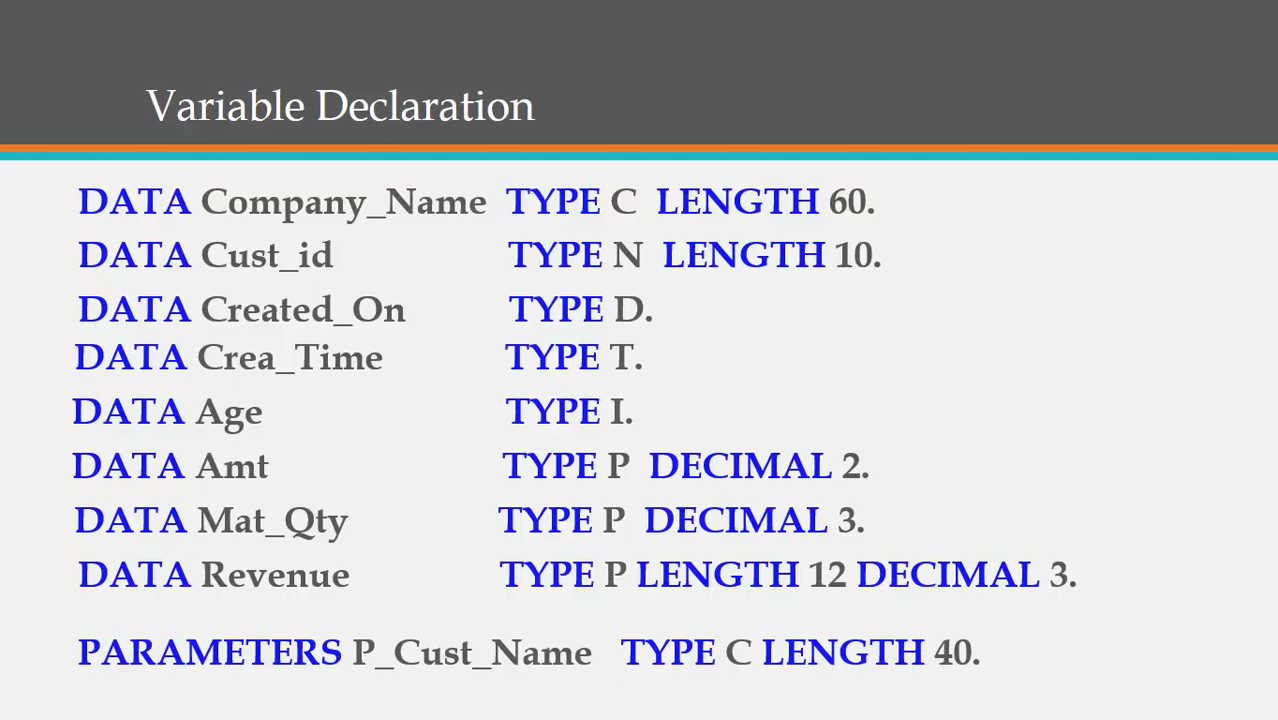 Variable Declaration
DATA Company_Name TYPE C LENGTH 60.
DATA Cust_id TYPE N LENGTH 10.
DATA Created_On TYPE D.
DATA Crea_Time TYPE T.
DATA Age TYPE I.
DATA Amt TYPE P DECIMAL 2.
DATA Mat_Qty TYPE P DECIMAL 3.
DATA Revenue TYPE P LENGTH 12 DECIMAL 3.
PARAMETERS P_Cust_Name TYPE C LENGTH 40.